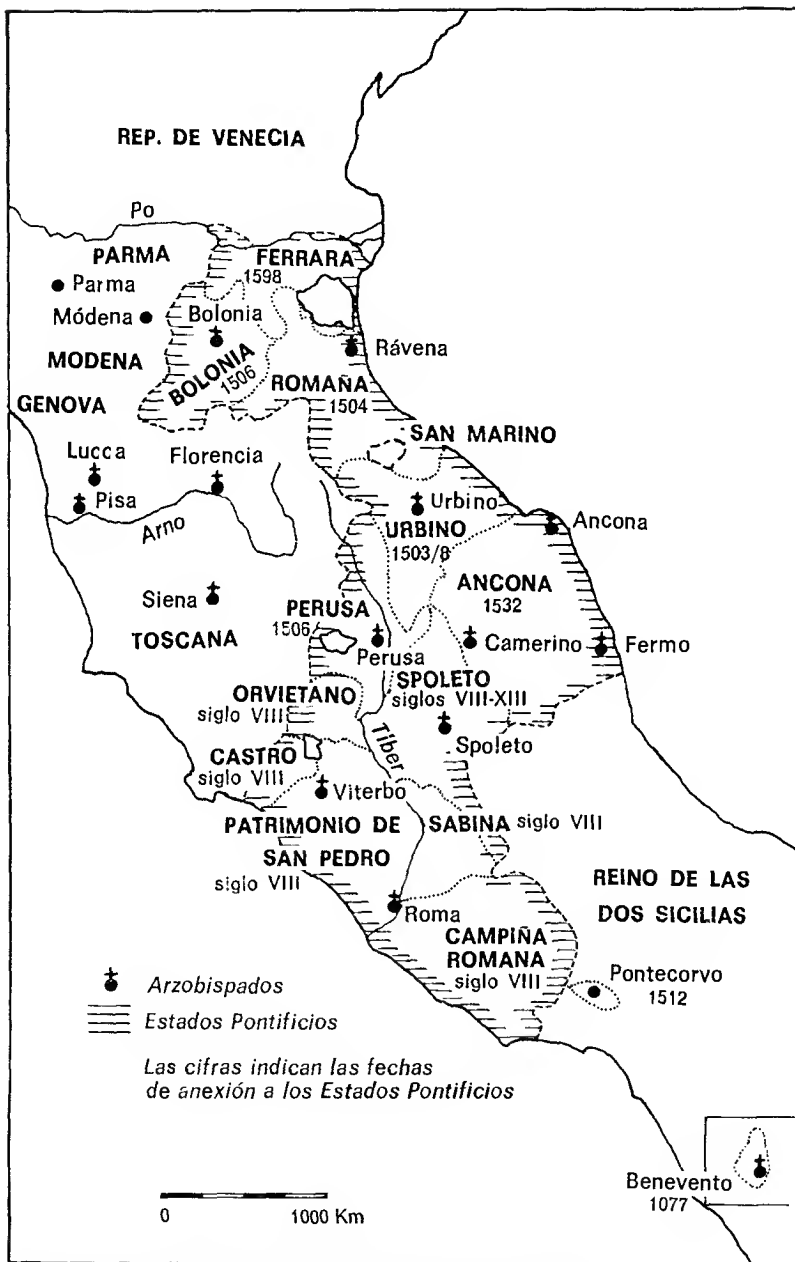 REP. DE VENECIA
Po
PARMA
FERRARA
1598
Parma
Módena
Bolonia
Rávena
MODENA
BOLONIA
1506
ROMAÑA
1504
GENOVA
SAN MARINO
Lucca
Florencia
Pisa
Urbino
Ancona
Arno
URBINO
1503/8
ANCONA
1532
Siena
PERUSA
1506
TOSCANA
Perusa
Camerino
Fermo
ORVIETANO
siglo VIII
SPOLETO
siglos VIII-XIII
Tíber
Spoleto
CASTRO
siglo VIII
Viterbo
PATRIMONIO DE
SAN PEDRO
siglo VIII
SABINA siglo VIII
REINO DE LAS
DOS SICILIAS
Roma
CAMPIÑA
ROMANA
siglo VIII
Pontecorvo
1512
Arzobispados
Estados Pontificios
Las cifras indican las fechas
de anexión a los Estados Pontificios
Benevento
1077
0 1000 Km